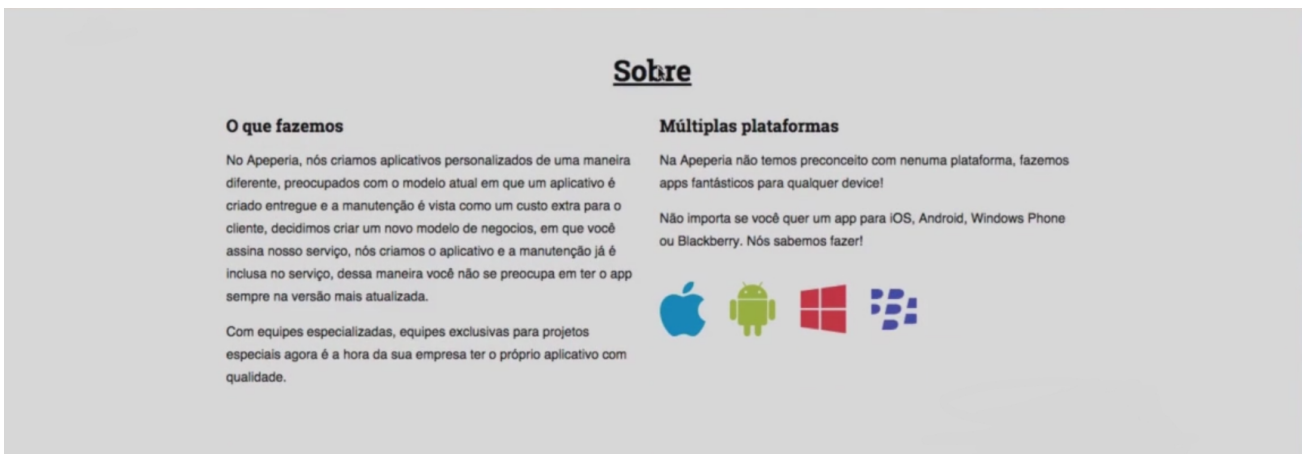 Sobre
O que fazemos
No Apeperia, nós criamos aplicativos personalizados de uma maneira
diferente, preocupados com o modelo atual em que um aplicativo é
criado entregue e a manutenção é vista como um custo extra para o
cliente, decidimos criar um novo modelo de negocios, em que você
assina nosso serviço, nós criamos o aplicativo e a manutenção já é
inclusa no serviço, dessa maneira você não se preocupa em ter o app
sempre na versão mais atualizada.
Com equipes especializadas, equipes exclusivas para projetos
especiais agora é a hora da sua empresa ter o próprio aplicativo com
qualidade.
Múltiplas plataformas
Na Apeperia não temos preconceito com nenuma plataforma, fazemos
apps fantásticos para qualquer device!
Não importa se você quer um app para iOS, Android, Windows Phone
ou Blackberry. Nós sabemos fazer!